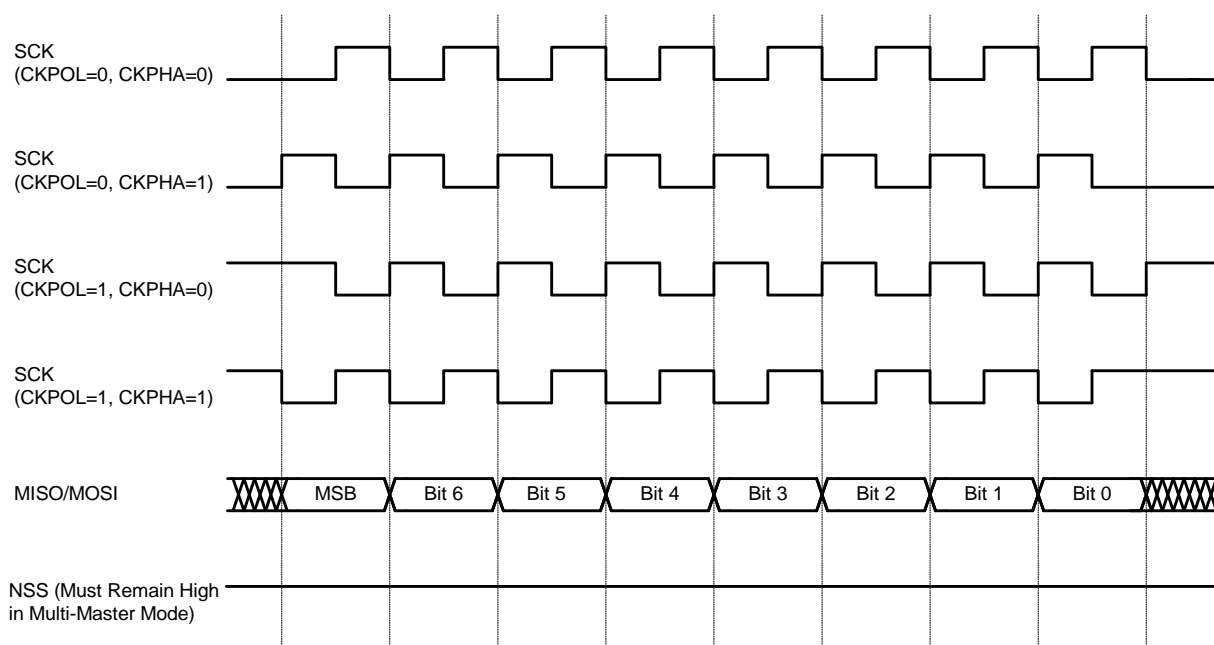 SCK
(CKPOL=0, CKPHA=0)
SCK
(CKPOL=0, CKPHA=1)
SCK
(CKPOL=1, CKPHA=0)
SCK
(CKPOL=1, CKPHA=1)
MISO/MOSI MSB Bit 6 Bit 5 Bit 4 Bit 3 Bit 2 Bit 1 Bit 0
NSS (Must Remain High
in Multi-Master Mode)